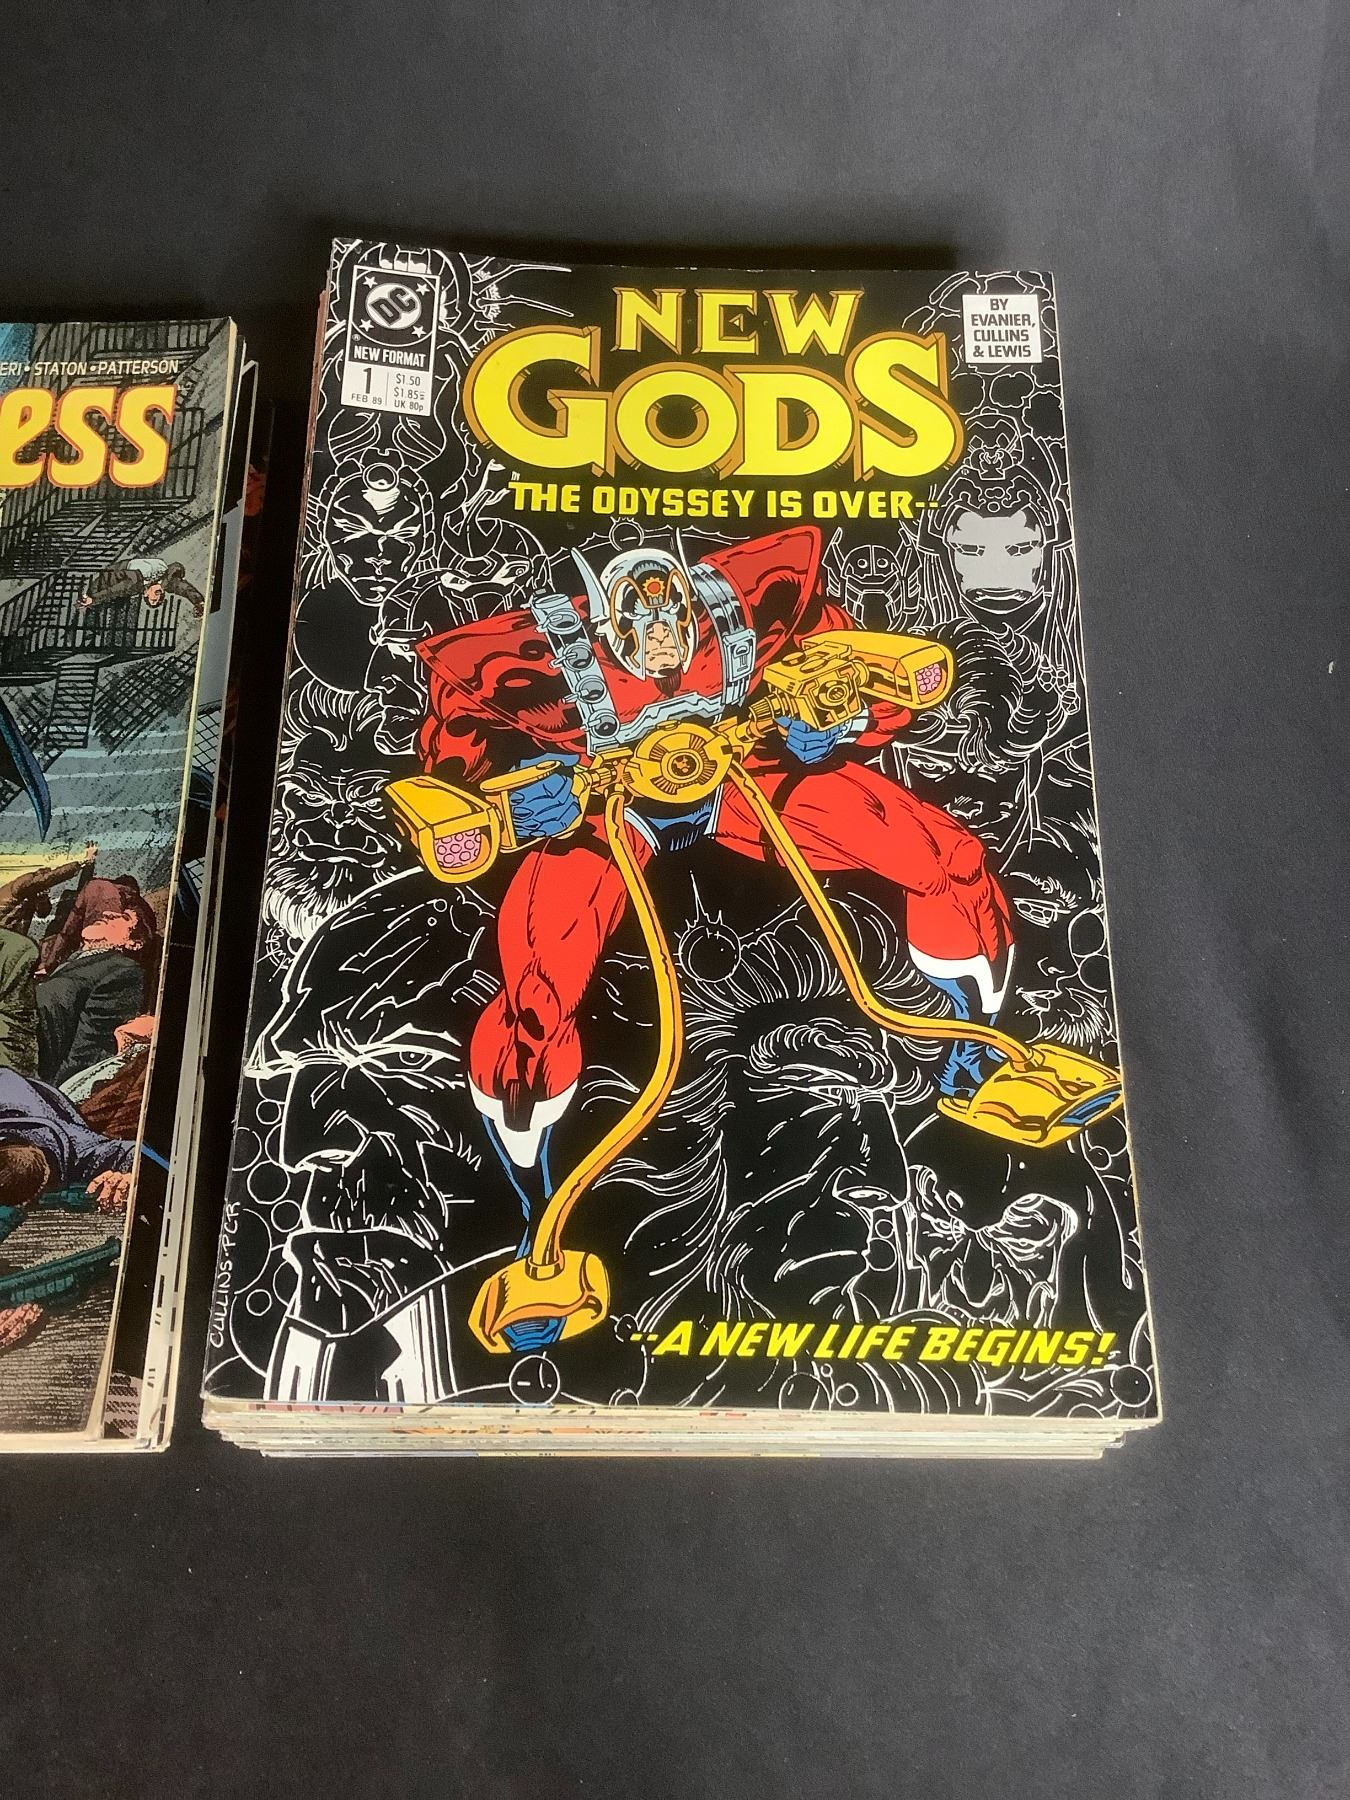 ERI • STATON • PATTERSON
ess
DC
NEW FORMAT
1
FEB 89
$1.50
$1.85
UK 80p
NEW
GODS
BY
EVANIER,
CULLINS
& LEWIS
THE ODYSSEY IS OVER--
CULLINS • PCR
--A NEW LIFE BEGINS!